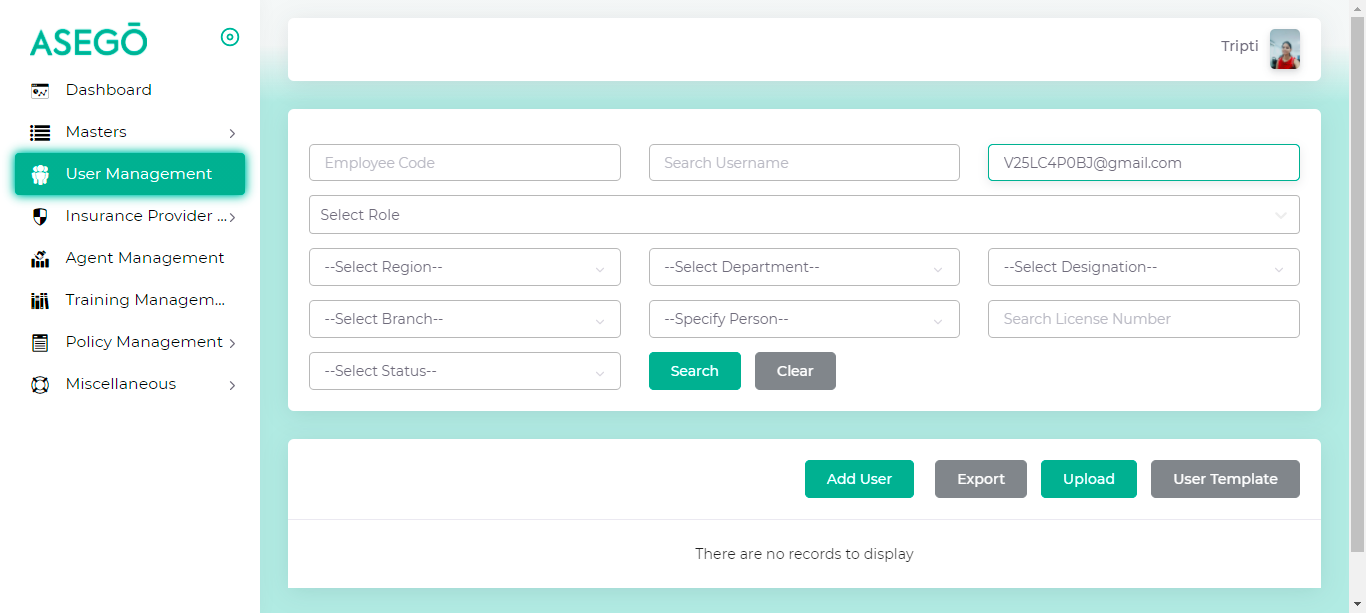 ASEGŌ
Dashboard
Masters
User Management
Insurance Provider ...
Agent Management
Training Managem...
Policy Management
Miscellaneous
Tripti
Employee Code
Search Username
V25LC4P0BJ@gmail.com
Select Role
--Select Region--
--Select Department--
--Select Designation--
--Select Branch--
--Specify Person--
Search License Number
--Select Status--
Search
Clear
Add User
Export
Upload
User Template
There are no records to display